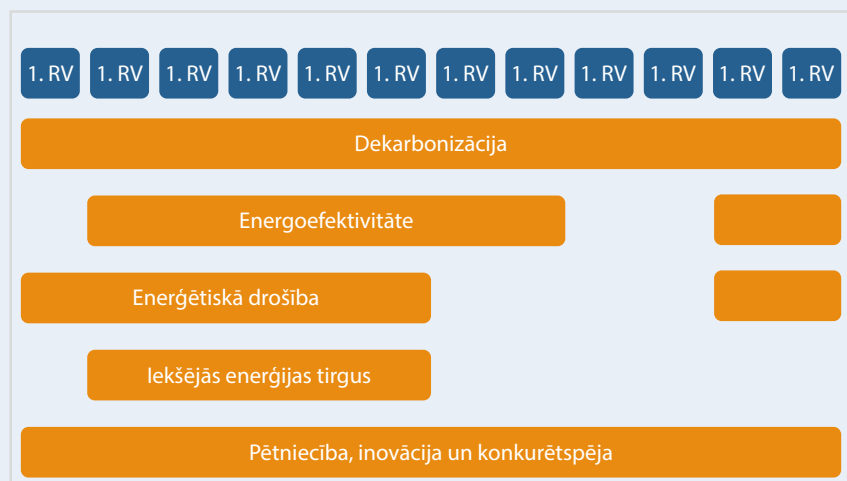 1. RV 1. RV 1. RV 1. RV 1. RV 1. RV 1. RV 1. RV 1. RV 1. RV 1. RV 1. RV
Dekarbonizācija
Energoefektivitāte
Enerģētiskā drošība
Iekšējās enerģijas tirgus
Pētniecība, inovācija un konkurētspēja